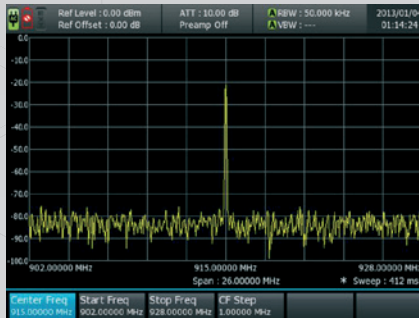 Ref Level : 0.00 dBm ATT : 10.00 dB A RBW : 50.000 kHz 2013/01/04
Ref Offset : 0.00 dB Preamp Off A VBW : --- 01:14:24
0.0
-10.0
-20.0
-30.0
-40.0
-50.0
-60.0
-70.0
-80.0
-90.0
-100.0
902.00000 MHz 915.00000 MHz 928.00000 MHz
Span : 26.00000 MHz * Sweep : 412 ms
Center Freq Start Freq Stop Freq CF Step
915.00000 MHz 902.00000 MHz 928.00000 MHz 1.00000 MHz